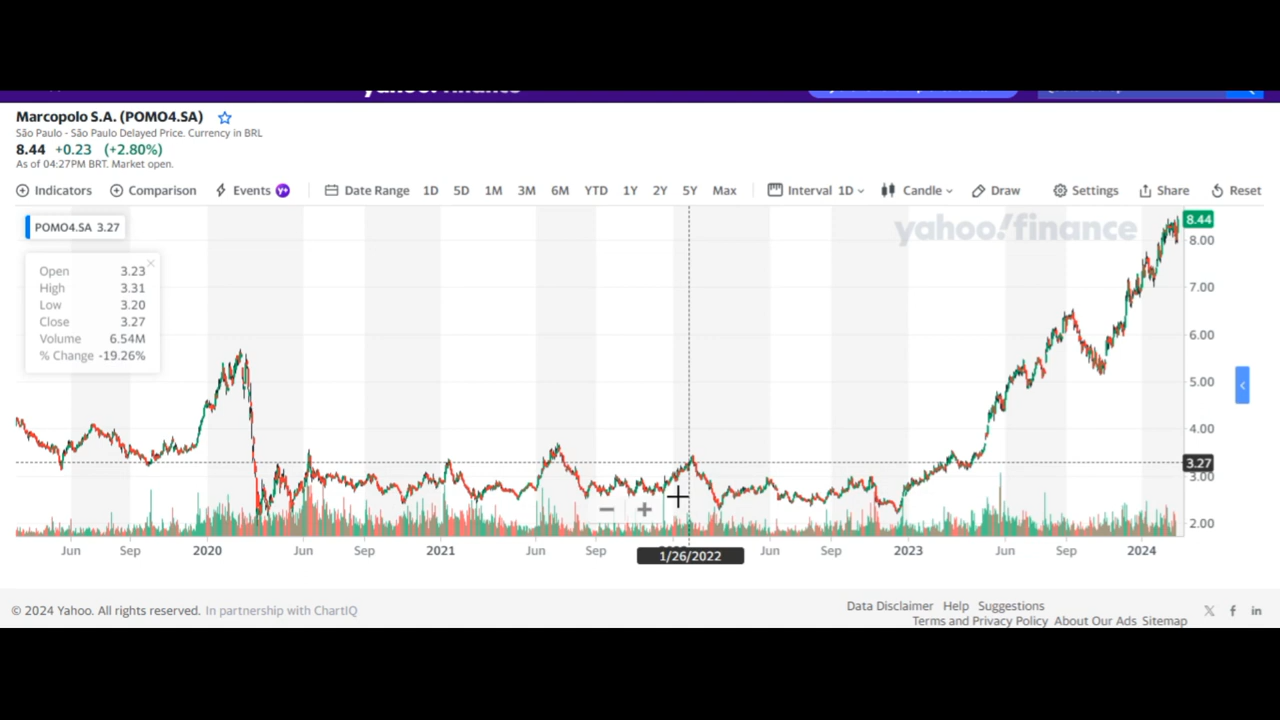 Marcopolo S.A. (POMO4.SA)
São Paulo - São Paulo Delayed Price. Currency in BRL
8.44 +0.23 (+2.80%)
As of 04:27PM BRT. Market open.
Indicators Comparison Events Y+ Date Range 1D 5D 1M 3M 6M YTD 1Y 2Y 5Y Max Interval 1D Candle Draw Settings Share Reset
POMO4.SA 3.27
yahoo!finance
8.44
8.00
7.00
6.00
5.00
4.00
3.27
3.00
2.00
Open 3.23
High 3.31
Low 3.20
Close 3.27
Volume 6.54M
% Change -19.26%
Jun Sep 2020 Jun Sep 2021 Jun Sep 1/26/2022 Jun Sep 2023 Jun Sep 2024
© 2024 Yahoo. All rights reserved. In partnership with ChartIQ
Data Disclaimer Help Suggestions
Terms and Privacy Policy About Our Ads Sitemap